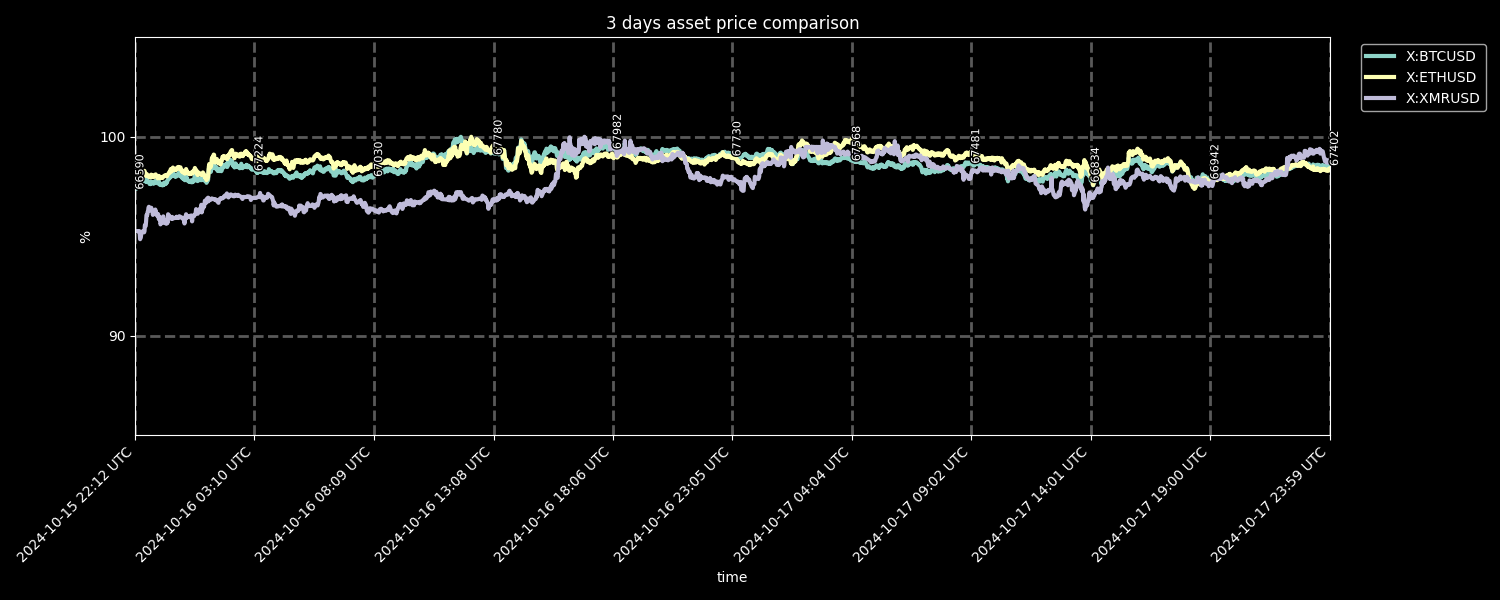 3 days asset price comparison
X:BTCUSD
X:ETHUSD
X:XMRUSD
%
100
90
66590
67224
67030
67780
67982
67730
67568
67481
66834
66942
67402
2024-10-15 22:12 UTC
2024-10-16 03:10 UTC
2024-10-16 08:09 UTC
2024-10-16 13:08 UTC
2024-10-16 18:06 UTC
2024-10-16 23:05 UTC
2024-10-17 04:04 UTC
2024-10-17 09:02 UTC
2024-10-17 14:01 UTC
2024-10-17 19:00 UTC
2024-10-17 23:59 UTC
time